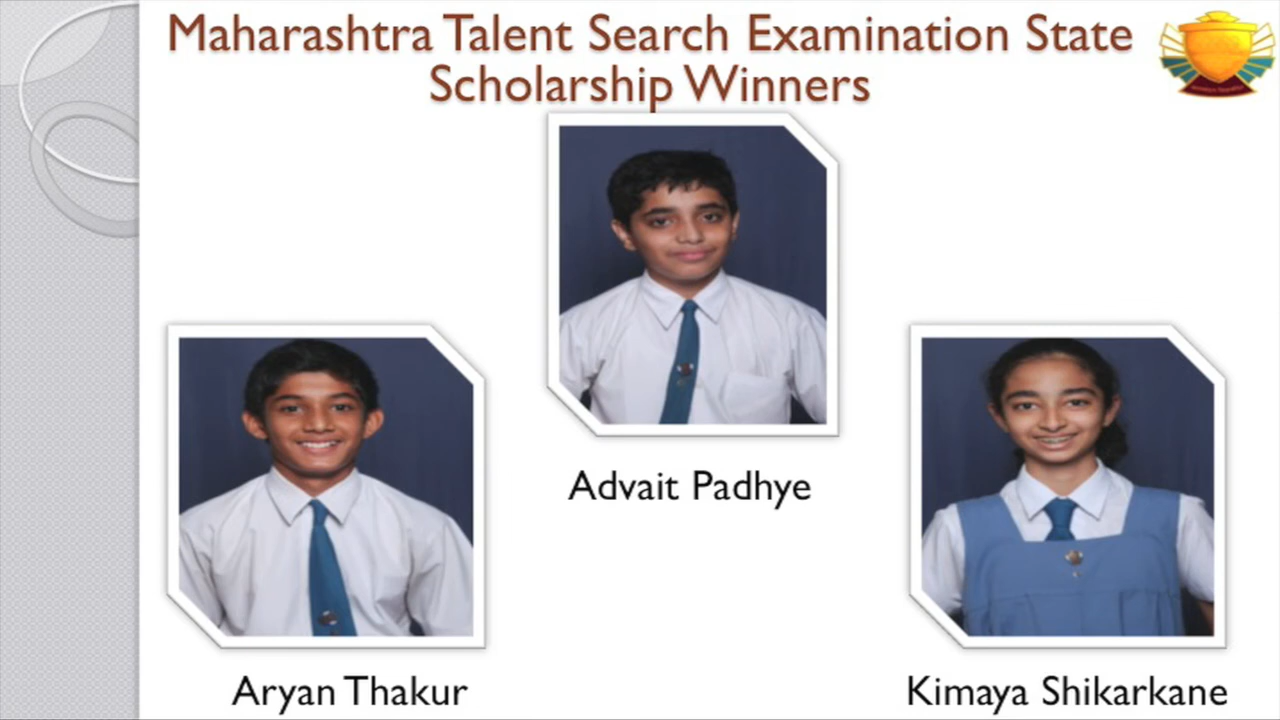 Maharashtra Talent Search Examination State
Scholarship Winners
Advait Padhye
Aryan Thakur
Kimaya Shikarkane